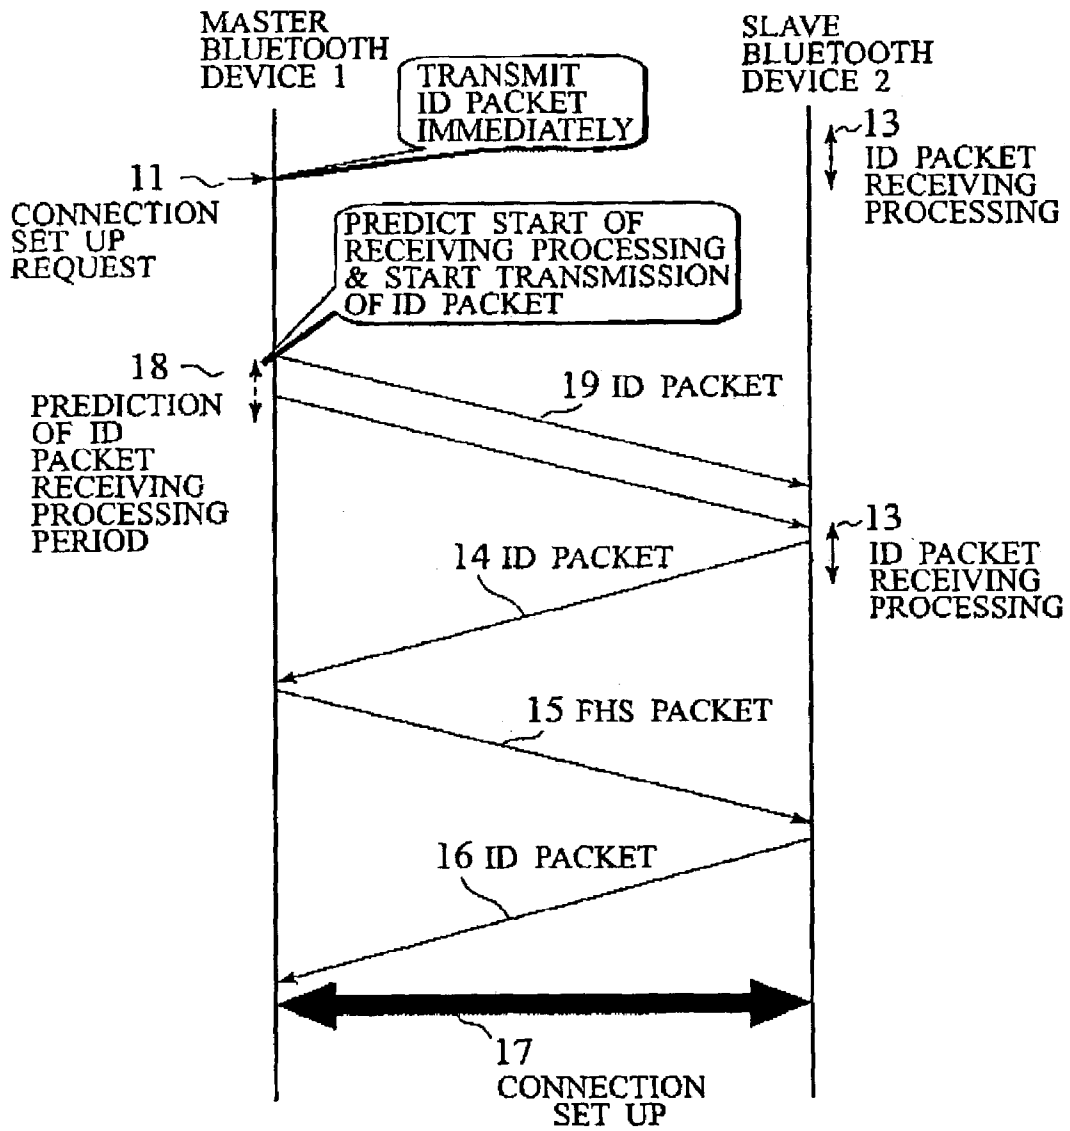 MASTER
BLUETOOTH
DEVICE 1
SLAVE
BLUETOOTH
DEVICE 2
TRANSMIT
ID PACKET
IMMEDIATELY
13
ID PACKET
RECEIVING
PROCESSING
11
CONNECTION
SET UP
REQUEST
PREDICT START OF
RECEIVING PROCESSING
& START TRANSMISSION
OF ID PACKET
18
PREDICTION
OF ID
PACKET
RECEIVING
PROCESSING
PERIOD
19 ID PACKET
13
ID PACKET
RECEIVING
PROCESSING
14 ID PACKET
15 FHS PACKET
16 ID PACKET
17
CONNECTION
SET UP